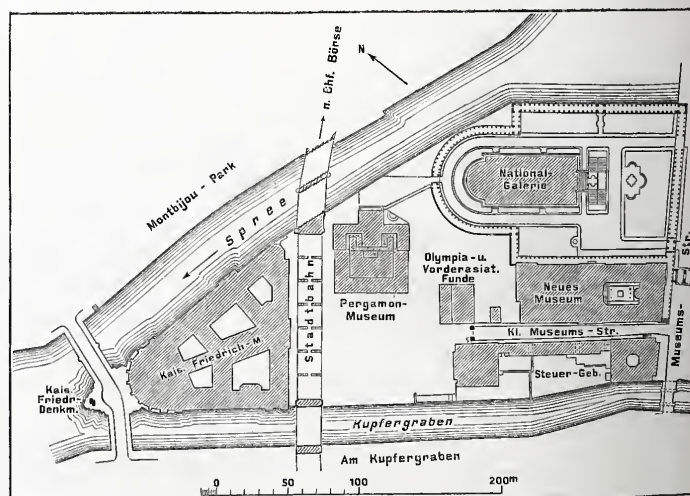 n. Bhf. Börse
N
Montbijou - Park
Spree
National-
Galerie
Stadtbahn
Pergamon-
Museum
Olympia- u.
Vorderasiat.
Funde
Neues
Museum
Kl. Museums - Str.
Museums-
Str.
Kais. Friedrich-M.
Steuer-Geb.
Kais.
Friedr-
Denkm.
Kupfergraben
Am Kupfergraben
0 50 100 200m